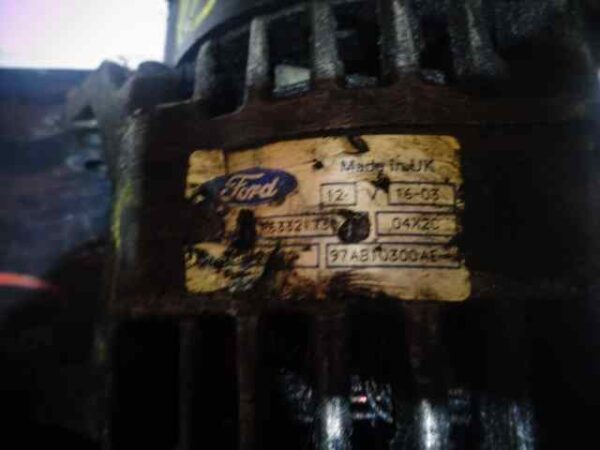 Made in UK
Ford
12 V 16-03
04X2C
97AB10300AE